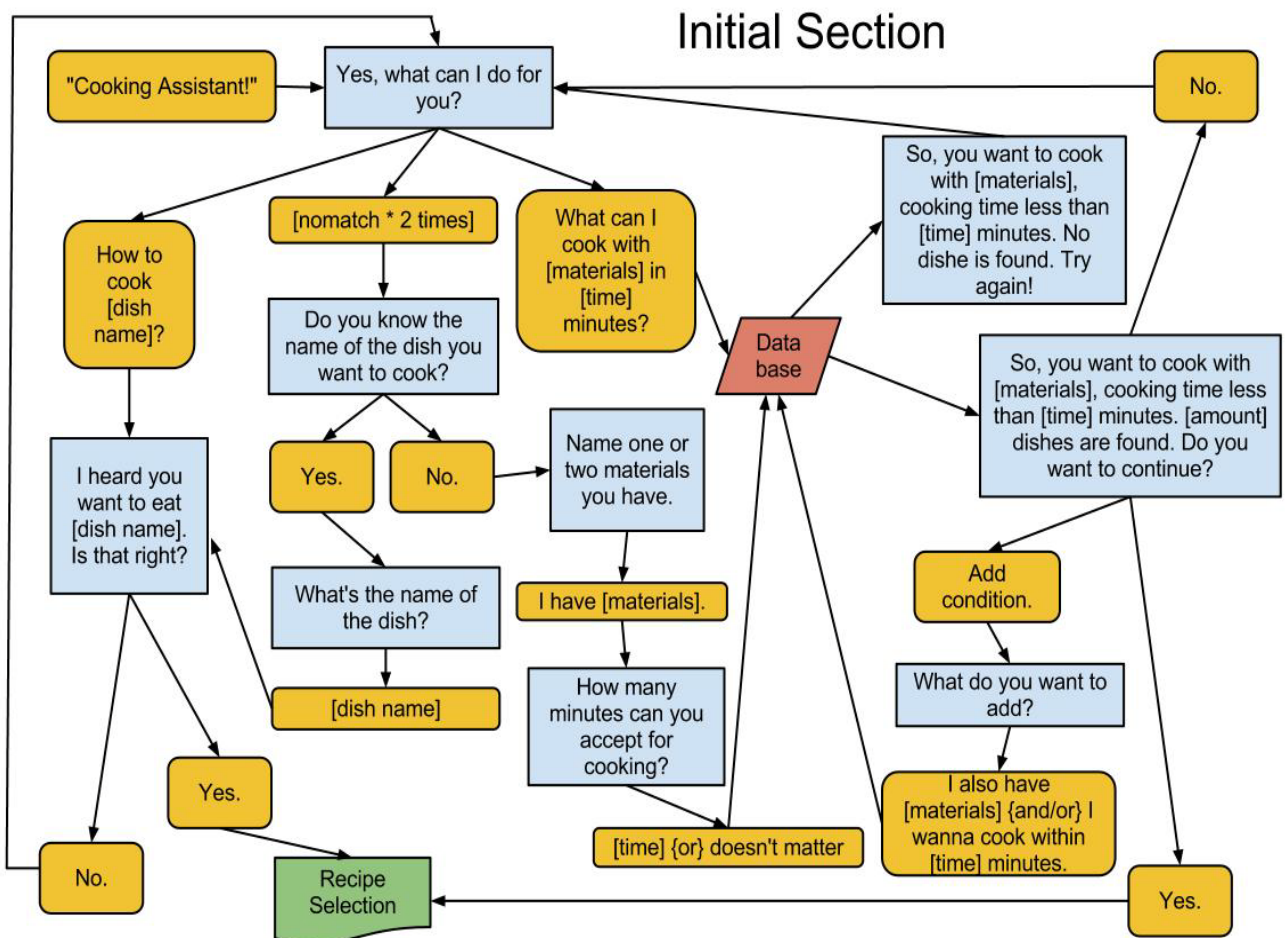 Initial Section
"Cooking Assistant!"
Yes, what can I do for
you?
No.
So, you want to cook
with [materials],
cooking time less than
[time] minutes. No
dishe is found. Try
again!
How to
cook
[dish
name]?
[nomatch * 2 times]
What can I
cook with
[materials] in
[time]
minutes?
Do you know the
name of the dish you
want to cook?
Data
base
So, you want to cook with
[materials], cooking time less
than [time] minutes. [amount]
dishes are found. Do you
want to continue?
I heard you
want to eat
[dish name].
Is that right?
Yes.
No.
Name one or
two materials
you have.
What's the name of
the dish?
I have [materials].
Add
condition.
[dish name]
How many
minutes can you
accept for
cooking?
What do you want to
add?
Yes.
[time] {or} doesn't matter
I also have
[materials] {and/or} I
wanna cook within
[time] minutes.
No.
Recipe
Selection
Yes.